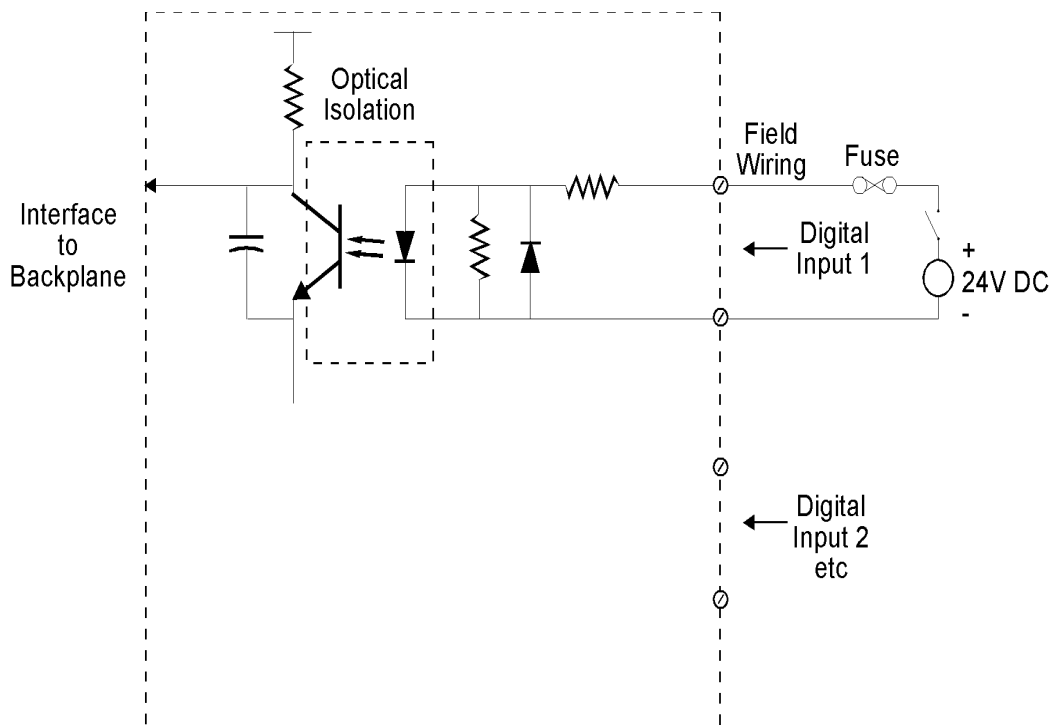 Optical
Isolation
Field
Wiring
Fuse
Interface
to
Backplane
Digital
Input 1
+
24V DC
-
Digital
Input 2
etc